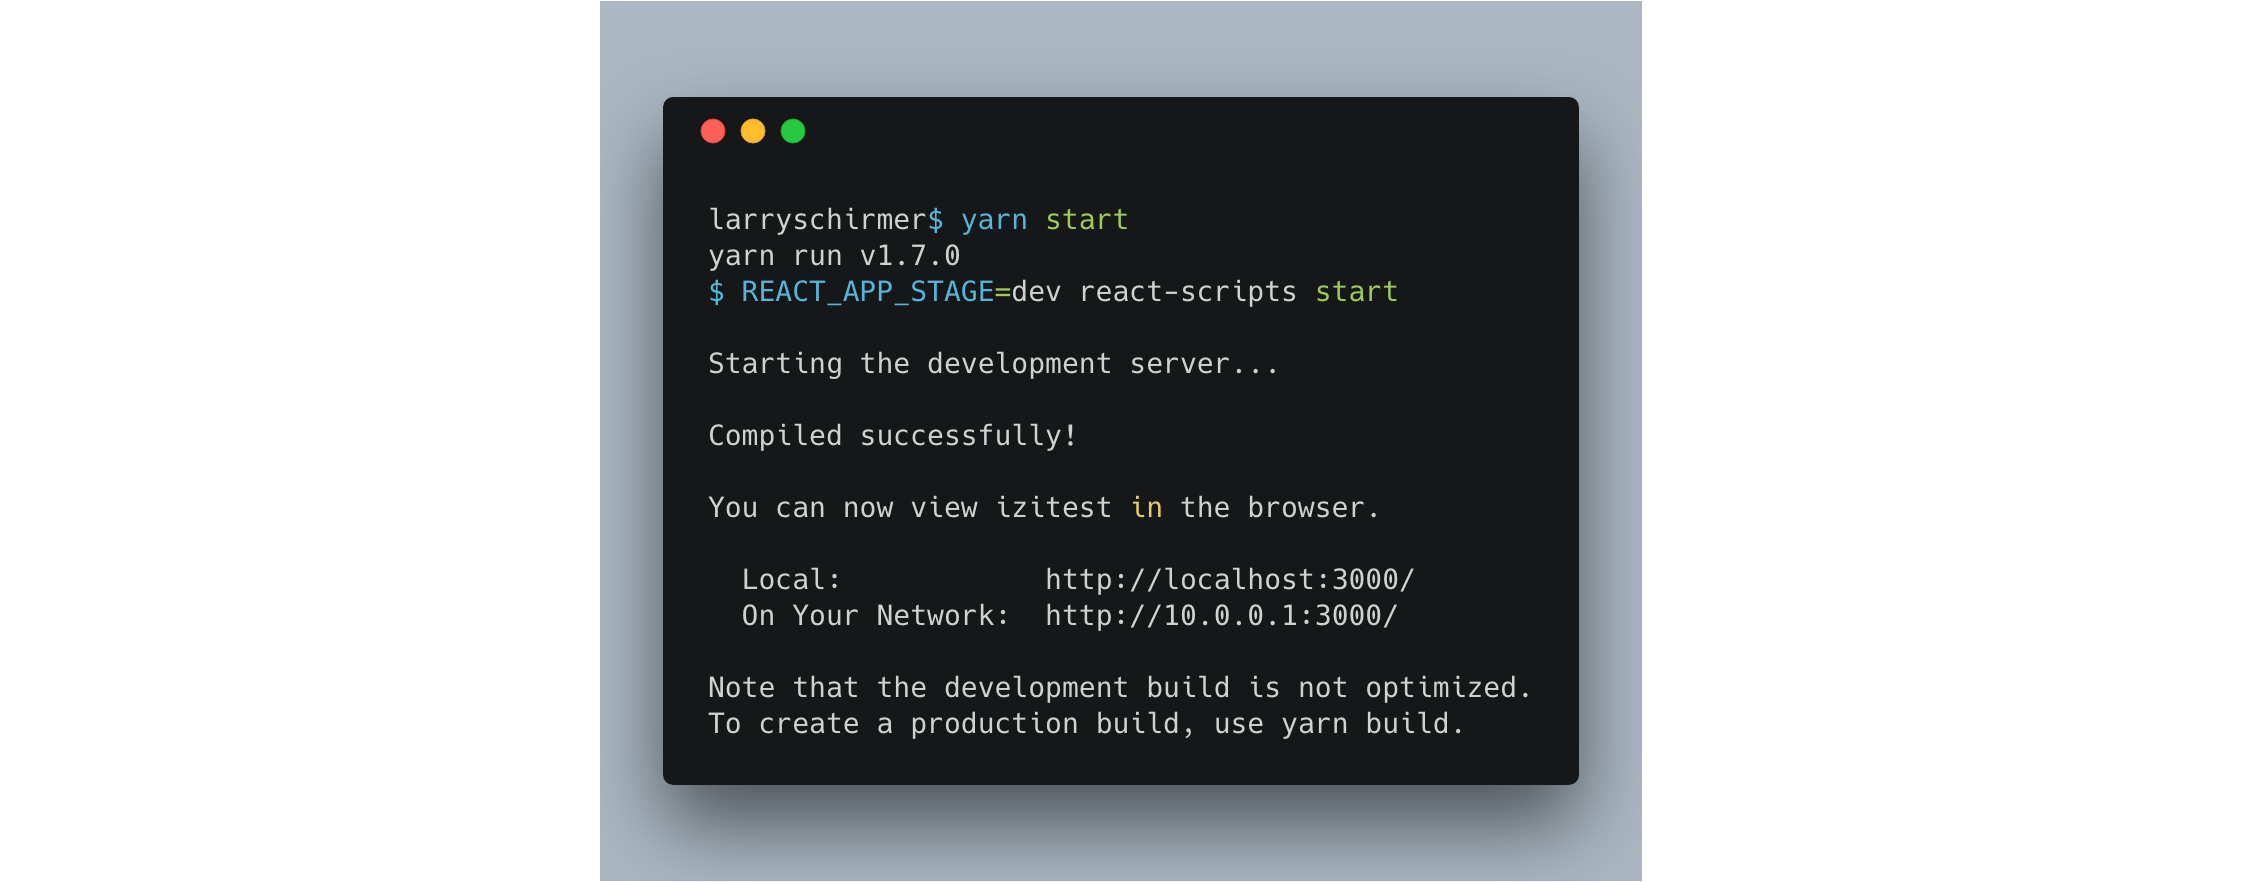 larryschirmer$ yarn start
yarn run v1.7.0
$ REACT_APP_STAGE=dev react-scripts start
Starting the development server...
Compiled successfully!
You can now view izitest in the browser.
Local: http://localhost:3000/
On Your Network: http://10.0.0.1:3000/
Note that the development build is not optimized.
To create a production build, use yarn build.